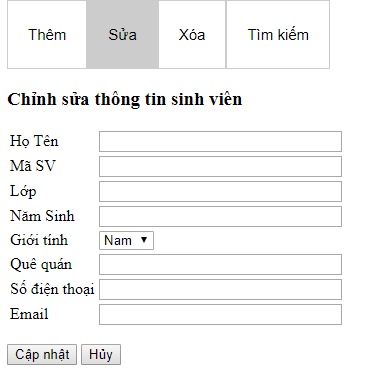 Thêm Sửa Xóa Tìm kiếm
Chỉnh sửa thông tin sinh viên
Họ Tên
Mã SV
Lớp
Năm Sinh
Giới tính Nam
Quê quán
Số điện thoại
Email
Cập nhật Hủy